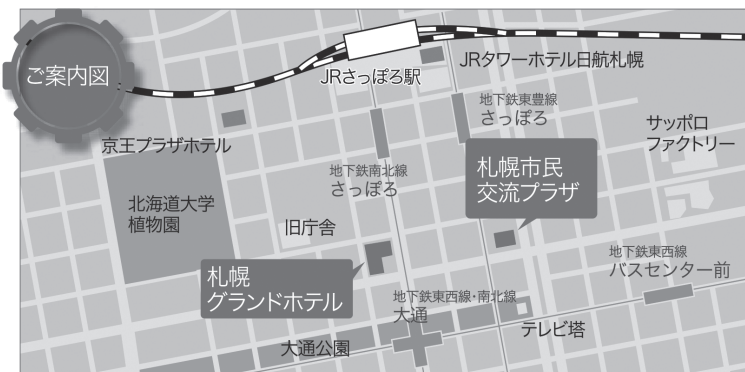 ご案内図
JRさっぽろ駅
JRタワーホテル日航札幌
地下鉄東豊線
さっぽろ
サッポロ
ファクトリー
京王プラザホテル
地下鉄南北線
さっぽろ
札幌市民
交流プラザ
北海道大学
植物園
旧庁舎
札幌
グランドホテル
地下鉄東西線
バスセンター前
地下鉄東西線・南北線
大通
テレビ塔
大通公園